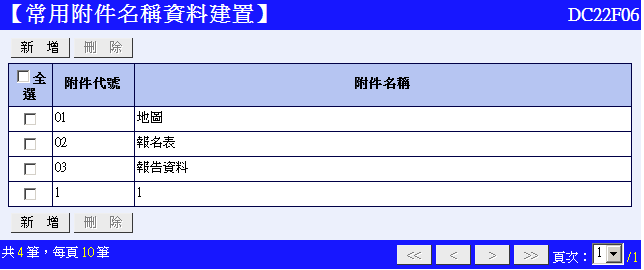 【常用附件名稱資料建置】 DC22F06
新 增 刪 除
全選 附件代號 附件名稱
01 地圖
02 報名表
03 報告資料
1 1
新 增 刪 除
共4筆，每頁10筆 << < > >> 頁次：1 /1